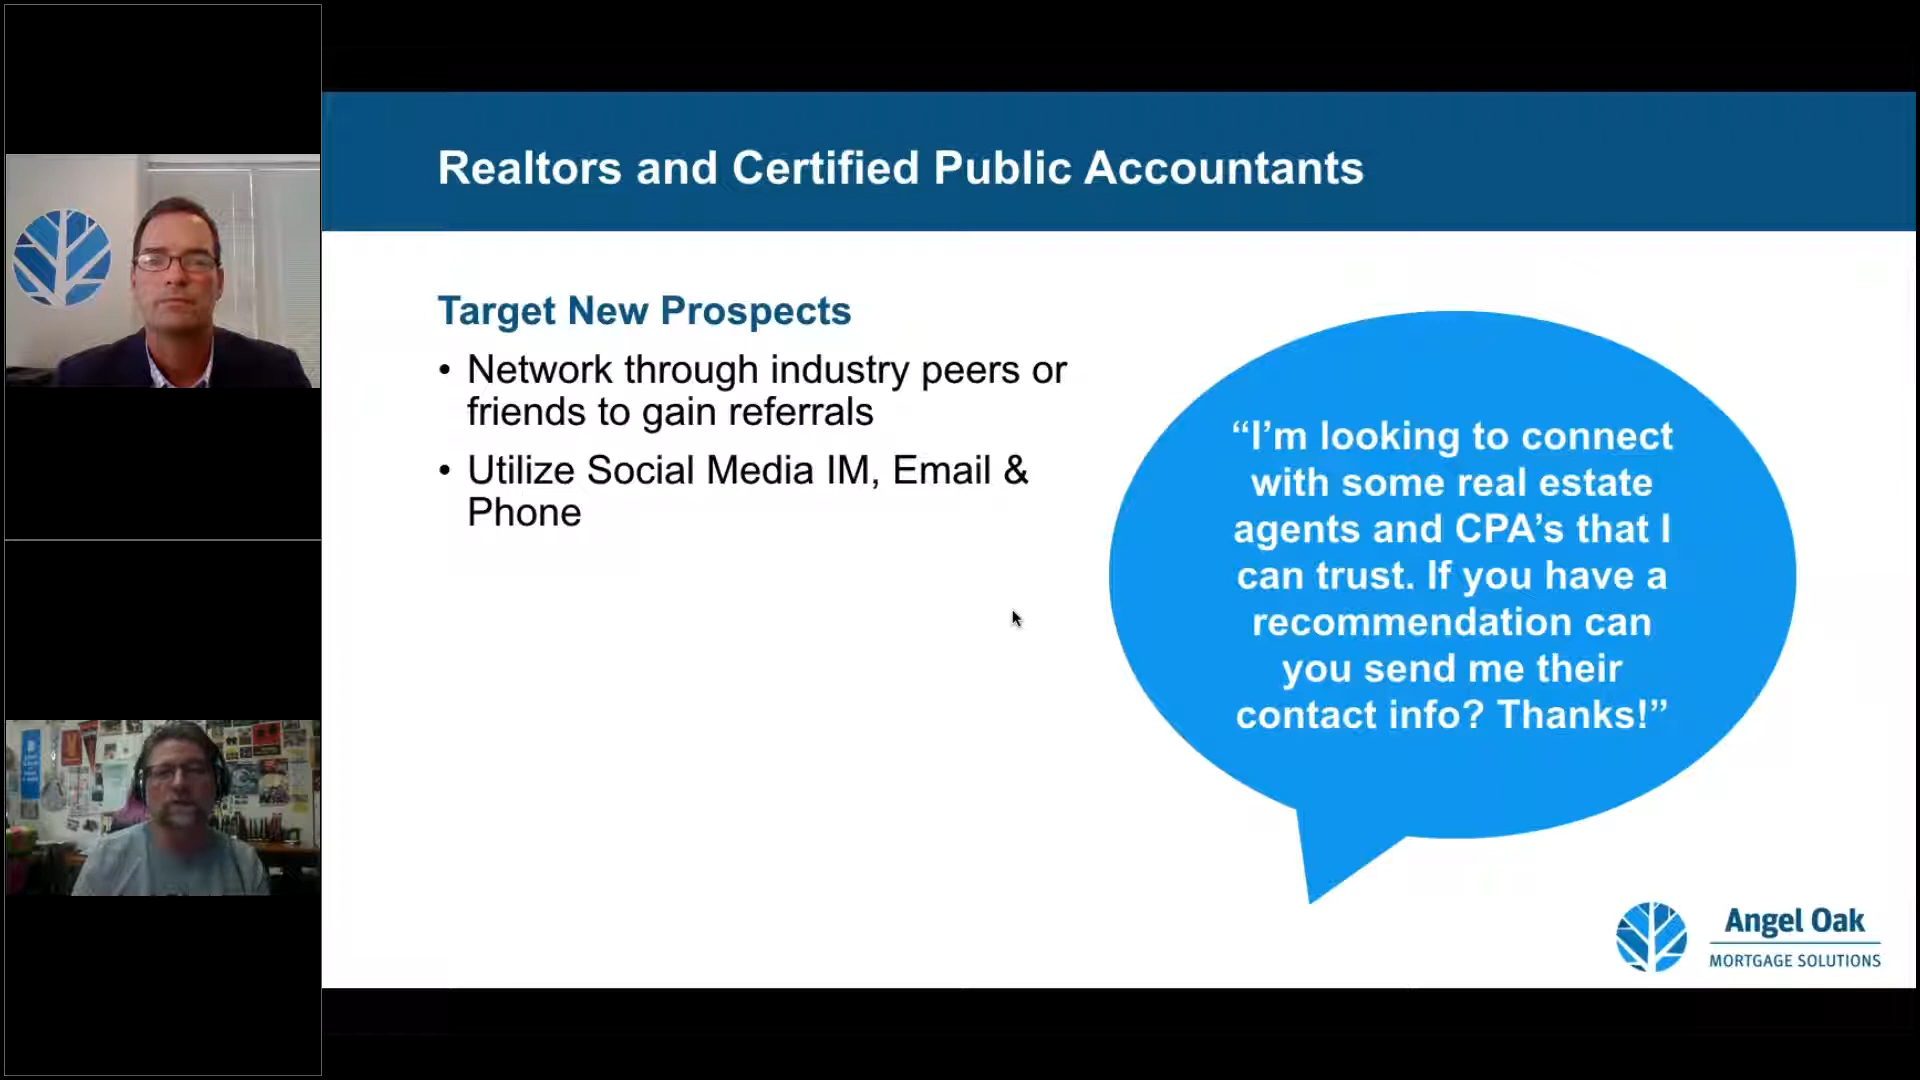 Realtors and Certified Public Accountants
Target New Prospects
• Network through industry peers or
friends to gain referrals
• Utilize Social Media IM, Email &
Phone
“I’m looking to connect
with some real estate
agents and CPA’s that I
can trust. If you have a
recommendation can
you send me their
contact info? Thanks!”
Angel Oak
MORTGAGE SOLUTIONS